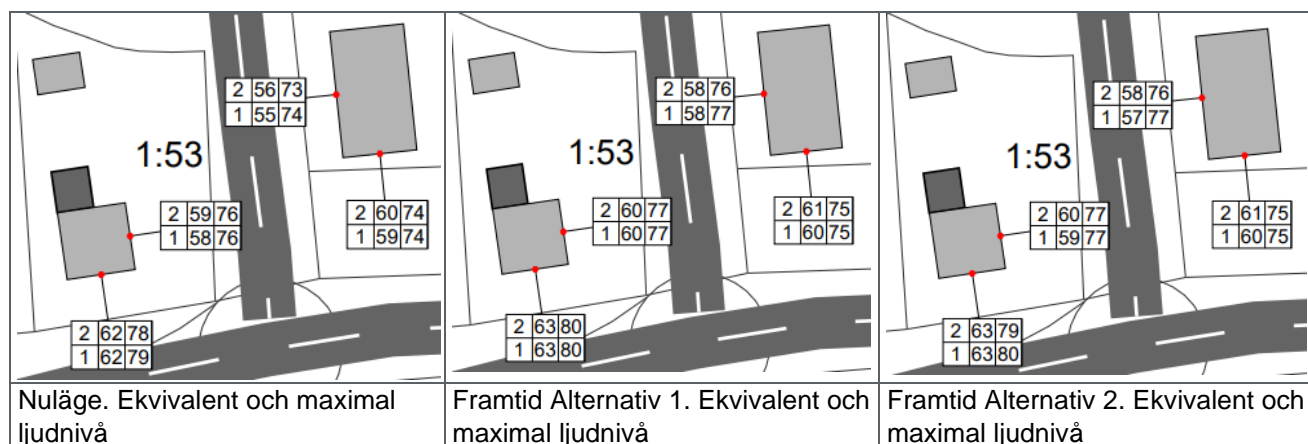 2 56 73
1 55 74
1:53
2 59 76
1 58 76
2 60 74
1 59 74
2 62 78
1 62 79
Nuläge. Ekvivalent och maximal
ljudnivå
2 58 76
1 58 77
1:53
2 60 77
1 60 77
2 61 75
1 60 75
2 63 80
1 63 80
Framtid Alternativ 1. Ekvivalent och
maximal ljudnivå
2 58 76
1 57 77
1:53
2 60 77
1 59 77
2 61 75
1 60 75
2 63 79
1 63 80
Framtid Alternativ 2. Ekvivalent och
maximal ljudnivå